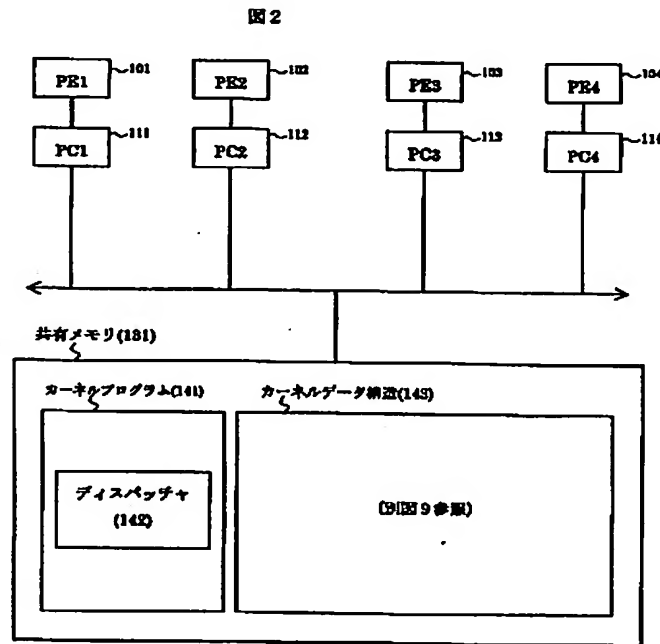 図2
PE1 101 PE2 102 PE3 103 PE4 104
PC1 111 PC2 112 PC3 113 PC4 114
共有メモリ(131)
カーネルプログラム(141) カーネルデータ構造(143)
ディスパッチャ
(142)
(別図9参照)